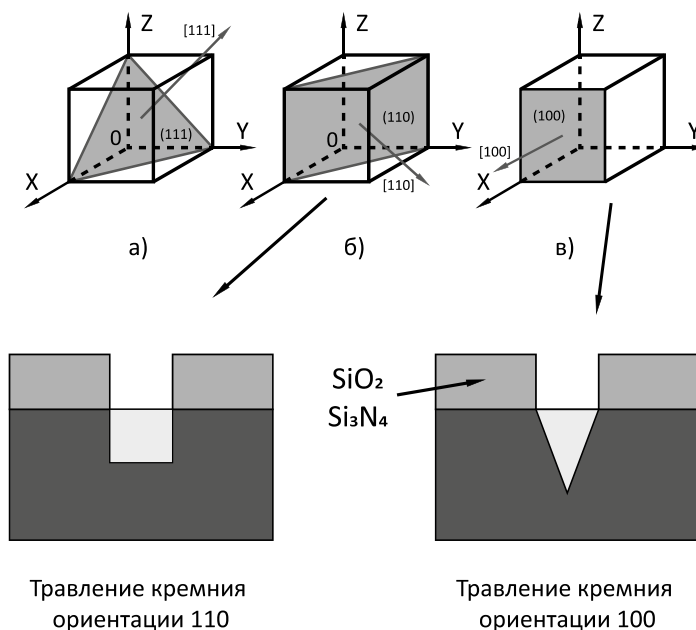 Z
[111]
0
(111)
Y
X
а)
Z
(110)
0
Y
X
[110]
б)
Z
(100)
Y
[100]
X
в)
SiO₂
Si₃N₄
Травление кремния
ориентации 110
Травление кремния
ориентации 100